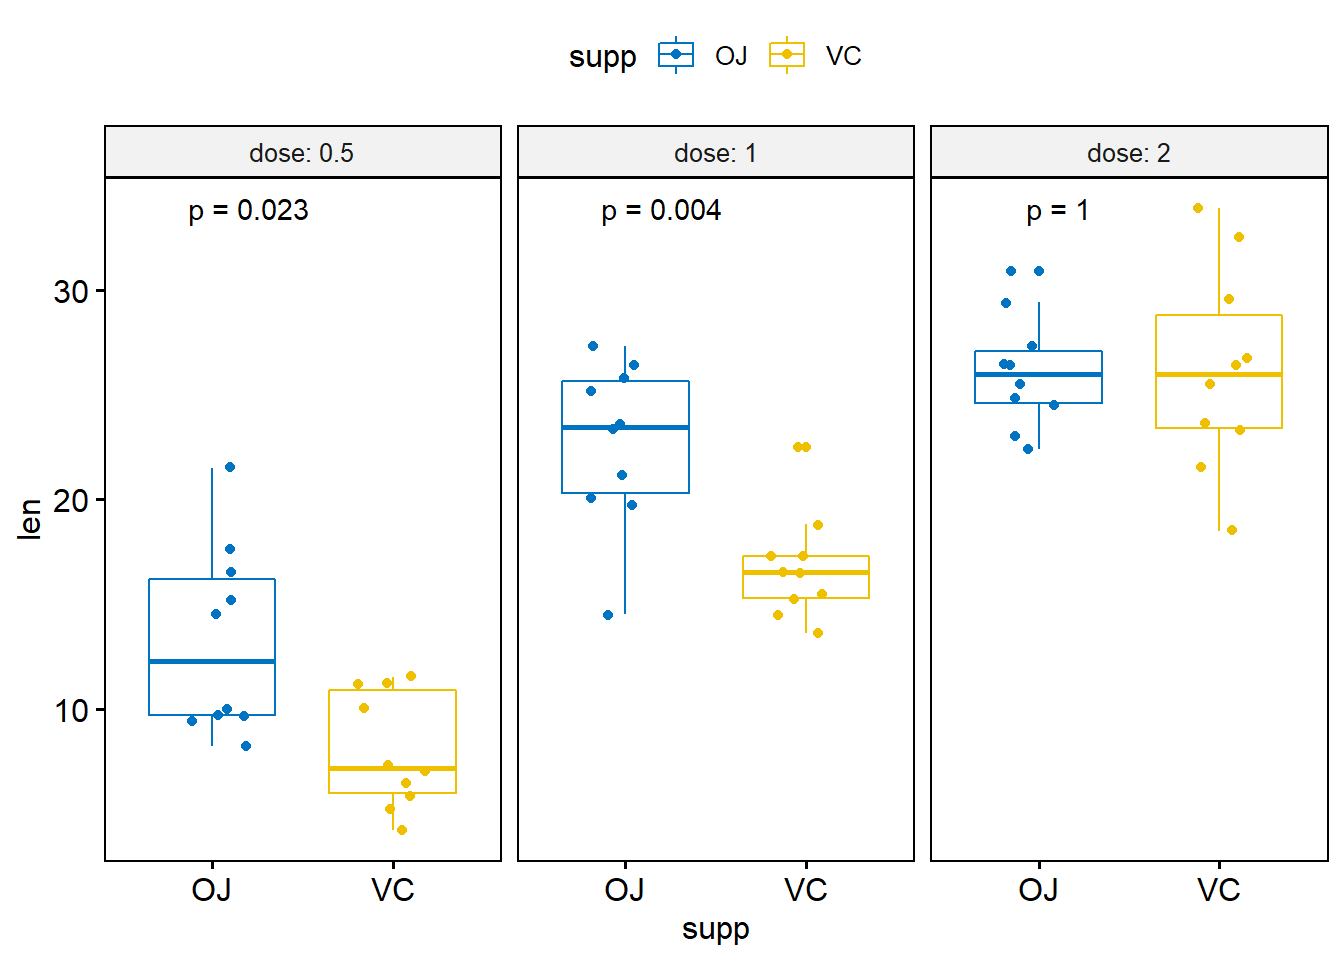 supp OJ VC
dose: 0.5 dose: 1 dose: 2
p = 0.023 p = 0.004 p = 1
30
20
10
len
OJ VC OJ VC OJ VC
supp